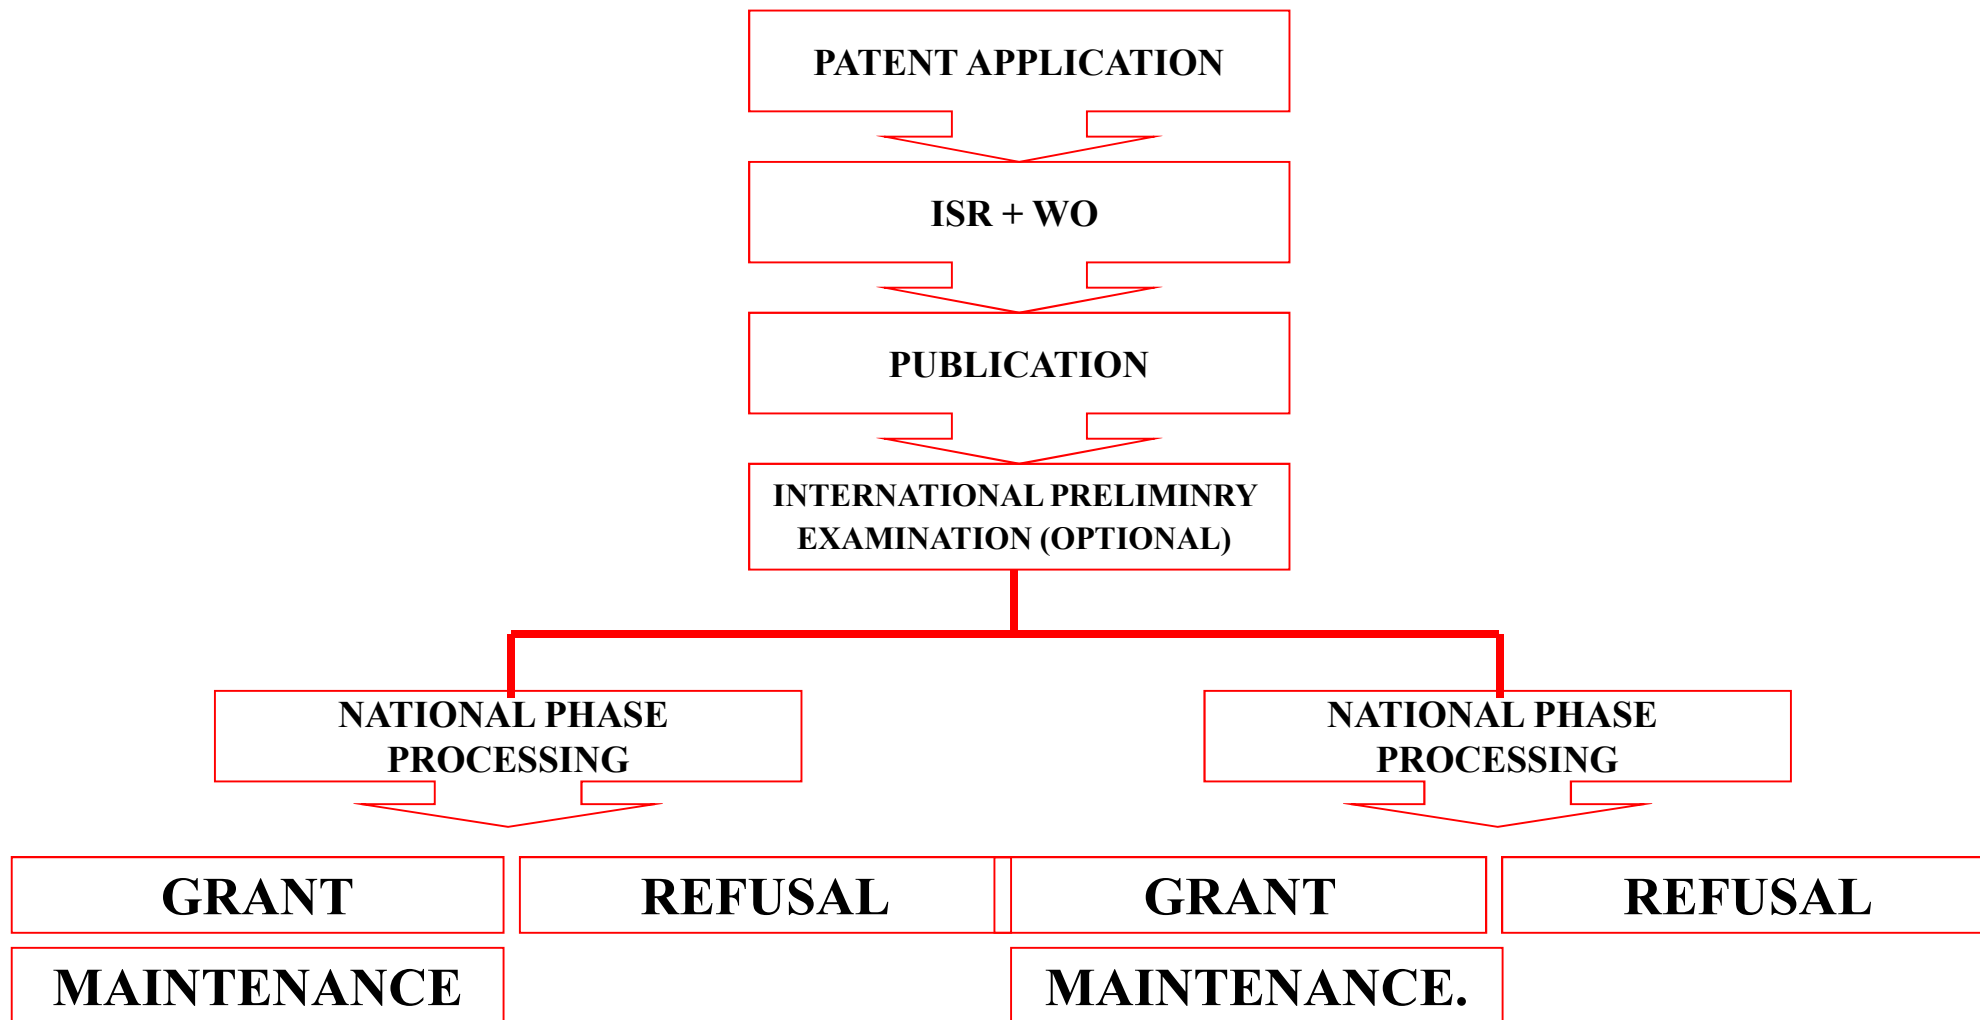 PATENT APPLICATION
ISR + WO
PUBLICATION
INTERNATIONAL PRELIMINRY
EXAMINATION (OPTIONAL)
NATIONAL PHASE
PROCESSING
NATIONAL PHASE
PROCESSING
GRANT
REFUSAL
GRANT
REFUSAL
MAINTENANCE
MAINTENANCE.